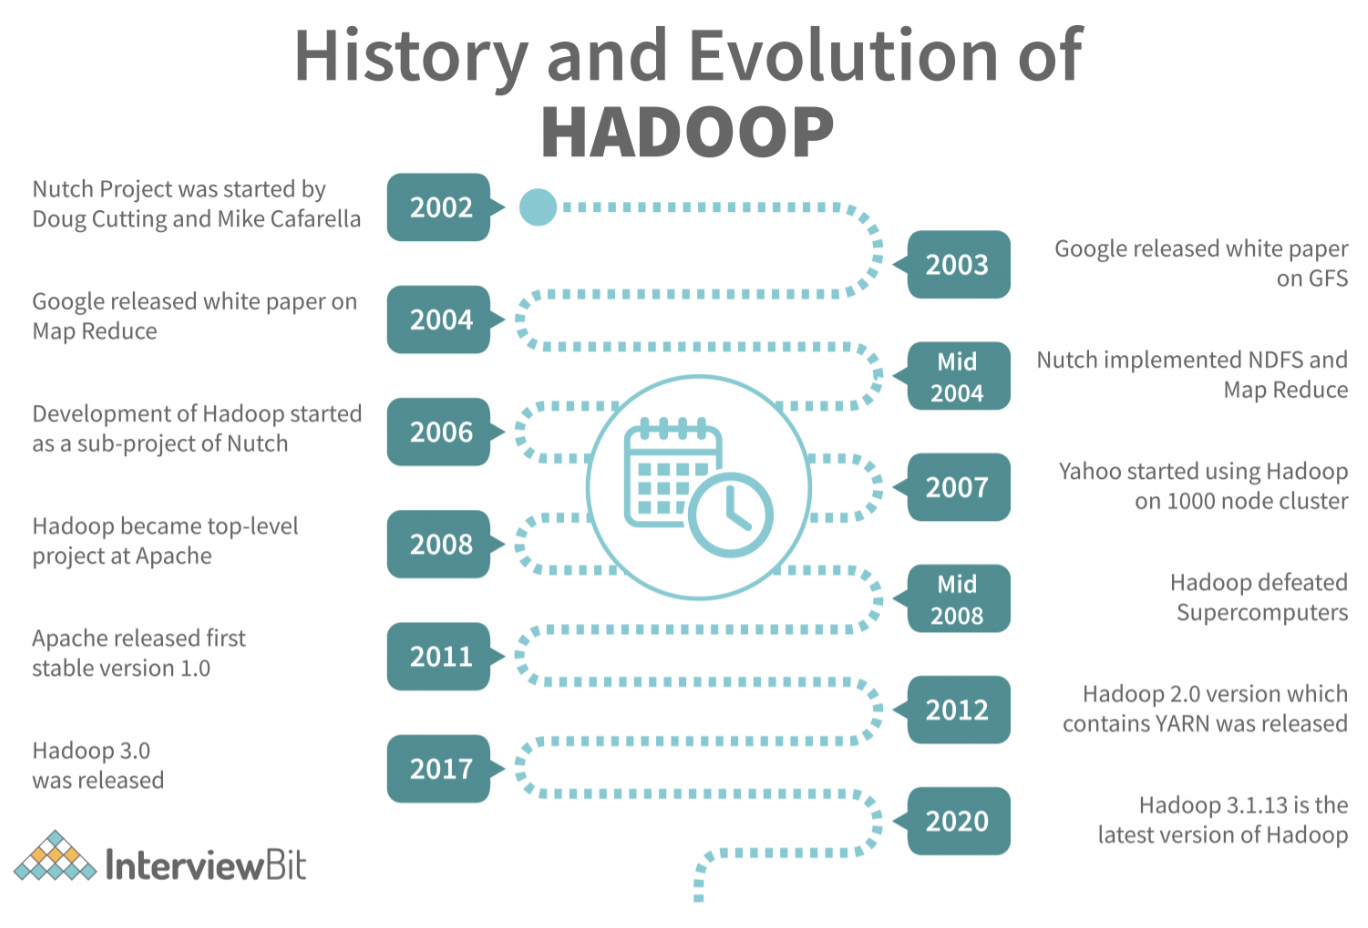 History and Evolution of
HADOOP
Nutch Project was started by
Doug Cutting and Mike Cafarella
2002
2003
Google released white paper
on GFS
Google released white paper on
Map Reduce
2004
Mid
2004
Nutch implemented NDFS and
Map Reduce
Development of Hadoop started
as a sub-project of Nutch
2006
2007
Yahoo started using Hadoop
on 1000 node cluster
Hadoop became top-level
project at Apache
2008
Mid
2008
Hadoop defeated
Supercomputers
Apache released first
stable version 1.0
2011
2012
Hadoop 2.0 version which
contains YARN was released
Hadoop 3.0
was released
2017
2020
Hadoop 3.1.13 is the
latest version of Hadoop
InterviewBit